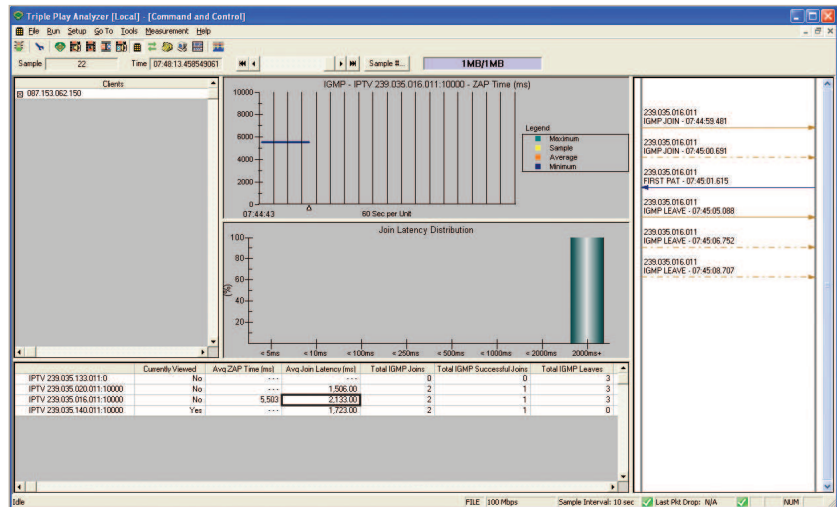 Triple Play Analyzer [Local] - [Command and Control]
File Run Setup Go To Tools Measurement Help
Sample 22 Time 07:48:13.458549061 Sample #... 1MB/1MB
Clients
087.153.062.150
IGMP - IPTV 239.035.016.011:10000 - ZAP Time (ms)
10000
8000
6000
4000
2000
0
07:44:43 60 Sec per Unit
Legend
Maximum
Sample
Average
Minimum
Join Latency Distribution
(%)
100
80
60
40
20
< 5ms < 10ms < 100ms < 250ms < 500ms < 1000ms < 2000ms 2000ms+
239.035.016.011
IGMP JOIN - 07:44:59.481
239.035.016.011
IGMP JOIN - 07:45:00.691
239.035.016.011
FIRST PAT - 07:45:01.615
239.035.016.011
IGMP LEAVE - 07:45:05.088
239.035.016.011
IGMP LEAVE - 07:45:06.752
239.035.016.011
IGMP LEAVE - 07:45:08.707
Currently Viewed Avg ZAP Time (ms) Avg Join Latency (ms) Total IGMP Joins Total IGMP Successful Joins Total IGMP Leaves
IPTV 239.035.133.011:0 No --- --- 0 0 3
IPTV 239.035.020.011:10000 No --- 1,506.00 2 1 3
IPTV 239.035.016.011:10000 No 5,503 2,133.00 2 1 3
IPTV 239.035.140.011:10000 Yes --- 1,723.00 2 1 0
Idle FILE 100 Mbps Sample Interval: 10 sec Last Pkt Drop: N/A NUM